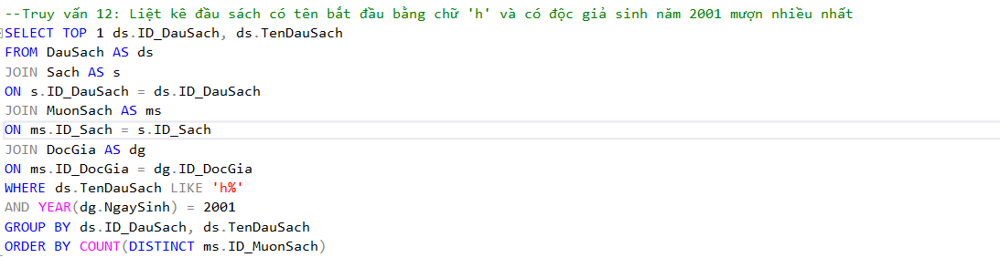 --Truy vấn 12: Liệt kê đầu sách có tên bắt đầu bằng chữ 'h' và có độc giả sinh năm 2001 mượn nhiều nhất
SELECT TOP 1 ds.ID_DauSach, ds.TenDauSach
FROM DauSach AS ds
JOIN Sach AS s
ON s.ID_DauSach = ds.ID_DauSach
JOIN MuonSach AS ms
ON ms.ID_Sach = s.ID_Sach
JOIN DocGia AS dg
ON ms.ID_DocGia = dg.ID_DocGia
WHERE ds.TenDauSach LIKE 'h%'
AND YEAR(dg.NgaySinh) = 2001
GROUP BY ds.ID_DauSach, ds.TenDauSach
ORDER BY COUNT(DISTINCT ms.ID_MuonSach)